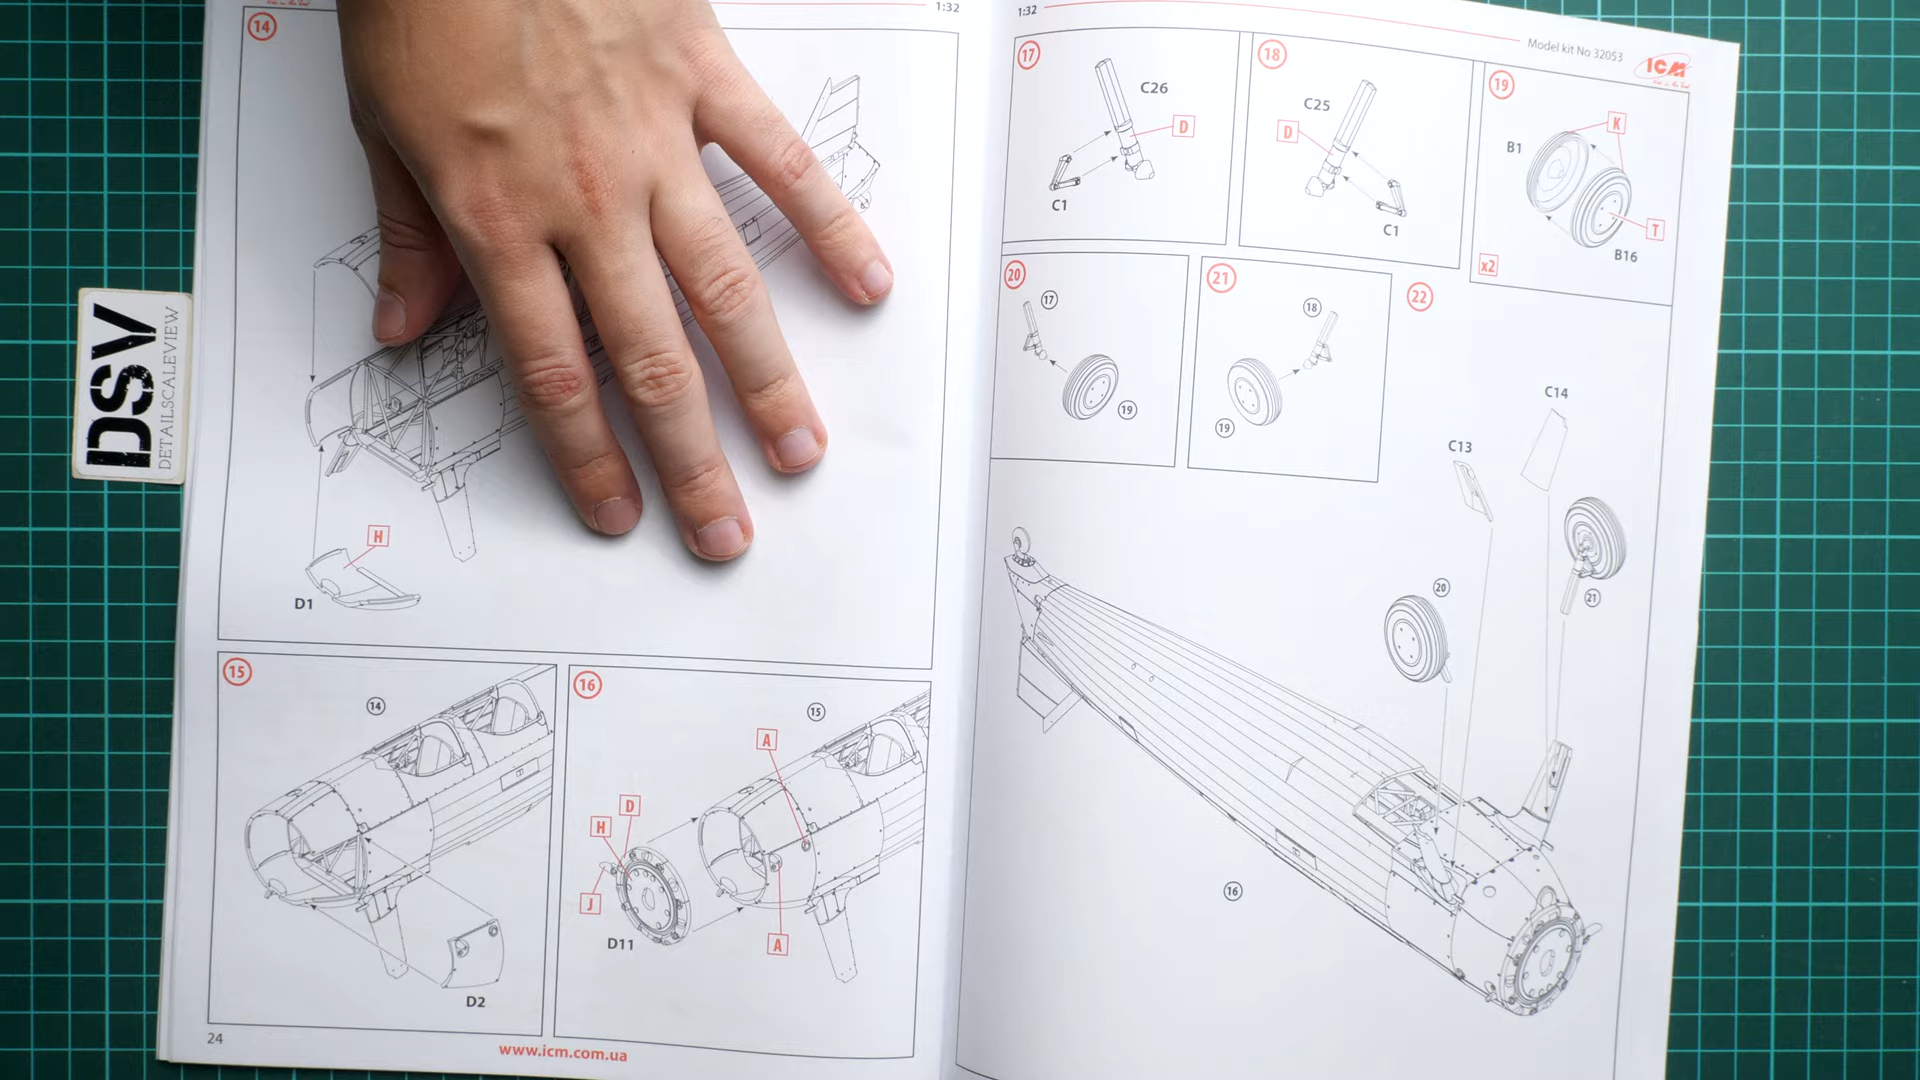 1:32
14
H
D1
15
14
D2
16
15
A
D
H
J
D11
A
24
www.icm.com.ua
DSV
DETAILSCALEVIEW
1:32
Model kit No 32053
ICM
17
C26
D
C1
18
C25
D
C1
19
K
B1
T
B16
x2
20
17
19
21
18
19
22
C14
C13
20
21
16